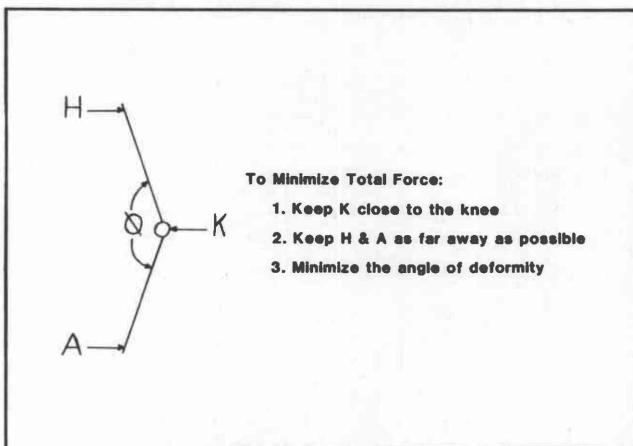 H
To Minimize Total Force:
1. Keep K close to the knee
Ø K
2. Keep H & A as far away as possible
3. Minimize the angle of deformity
A